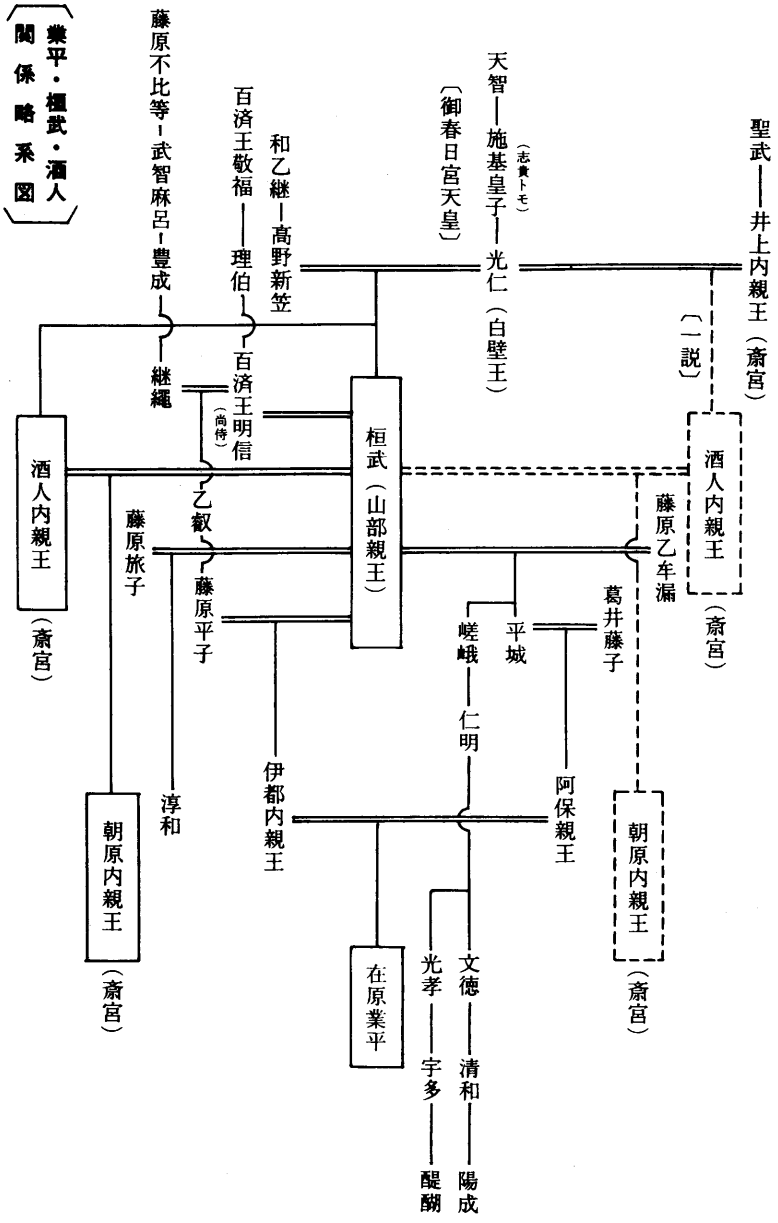 業平・桓武・酒人
関係略系図
聖武―井上内親王(斎宮)
〔一説〕
酒人内親王
(斎宮)
藤原乙牟漏
葛井藤子
朝原内親王
(斎宮)
天智―施基皇子―光仁(白壁王)
(志貴トモ)
〔御春日宮天皇〕
桓武(山部親王)
平城
嵯峨―仁明
阿保親王
文徳―清和―陽成
光孝―宇多―醍醐
在原業平
和乙継―高野新笠
百済王敬福―理伯―百済王明信
(尚侍)
藤原不比等-武智麻呂-豊成―継縄
乙叡
藤原平子
伊都内親王
藤原旅子
淳和
酒人内親王
(斎宮)
朝原内親王
(斎宮)